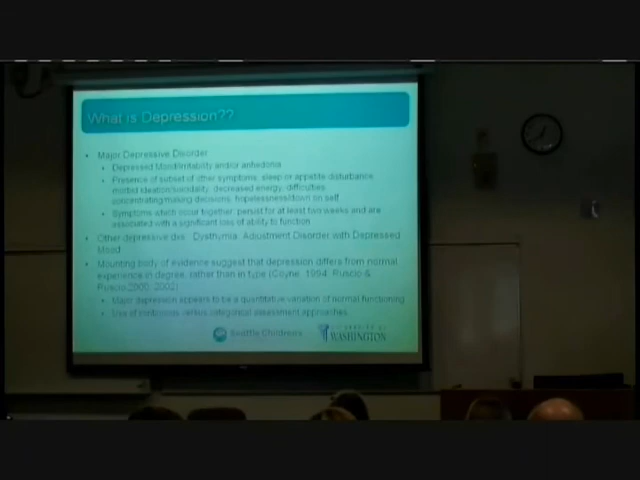 What is Depression??
Major Depressive Disorder
Depressed Mood/irritability and/or anhedonia
Presence of subset of other symptoms: sleep or appetite disturbance,
morbid ideation/suicidality, decreased energy, difficulties
concentrating/making decisions, hopelessness/down on self
Symptoms which occur together, persist for at least two weeks and are
associated with a significant loss of ability to function
Other depressive dxs: Dysthymia, Adjustment Disorder with Depressed
Mood
Mounting body of evidence suggest that depression differs from normal
experience in degree, rather than in type (Coyne, 1994; Ruscio &
Ruscio 2000, 2002)
Major depression appears to be a quantitative variation of normal functioning
Use of continuous versus categorical assessment approaches
Seattle Children's
UNIVERSITY OF
WASHINGTON